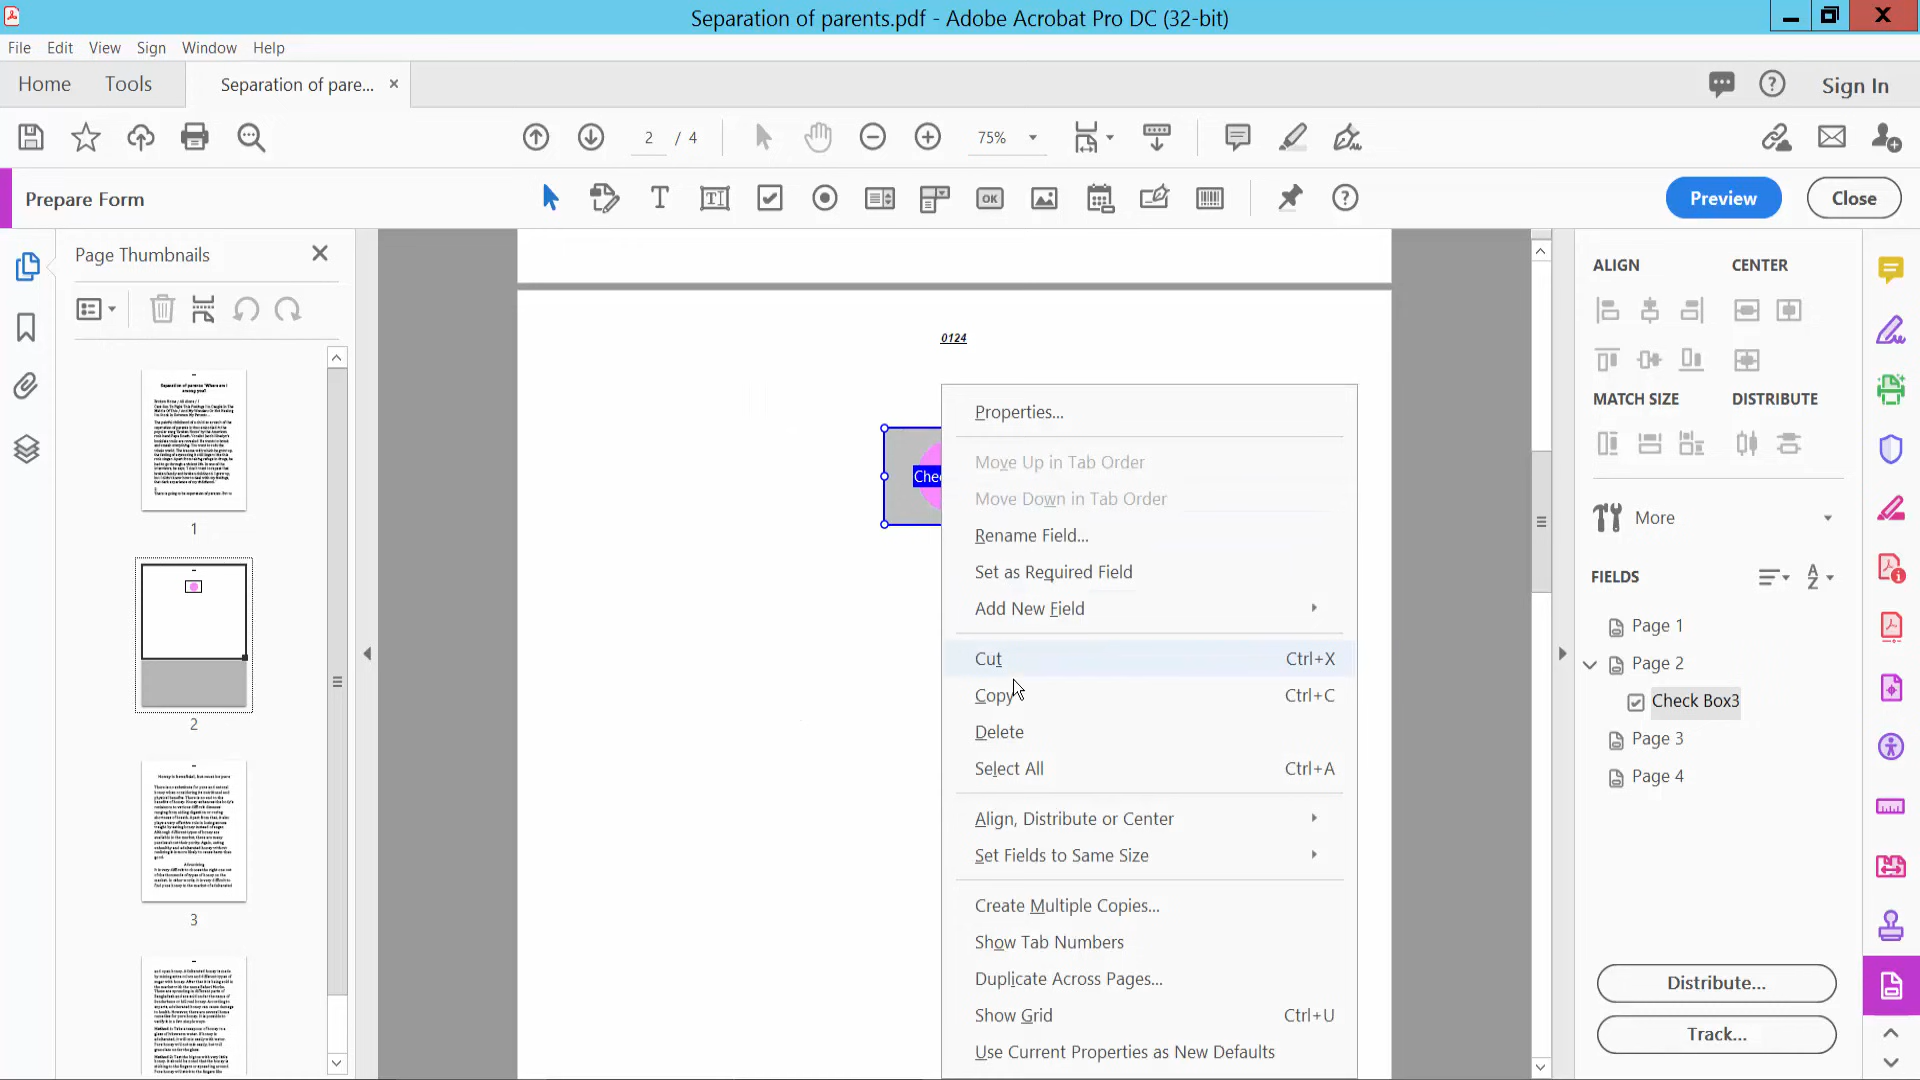 Separation of parents.pdf - Adobe Acrobat Pro DC (32-bit)
File Edit View Sign Window Help
Home Tools Separation of pare... Sign In
2 / 4 75%
Prepare Form
OK
Preview Close
Page Thumbnails
1
2
3
0124
Chec
Properties...
Move Up in Tab Order
Move Down in Tab Order
Rename Field...
Set as Required Field
Add New Field
Cut Ctrl+X
Copy Ctrl+C
Delete
Select All Ctrl+A
Align, Distribute or Center
Set Fields to Same Size
Create Multiple Copies...
Show Tab Numbers
Duplicate Across Pages...
Show Grid Ctrl+U
Use Current Properties as New Defaults
ALIGN CENTER
MATCH SIZE DISTRIBUTE
More
FIELDS
Page 1
Page 2
Check Box3
Page 3
Page 4
Distribute...
Track...